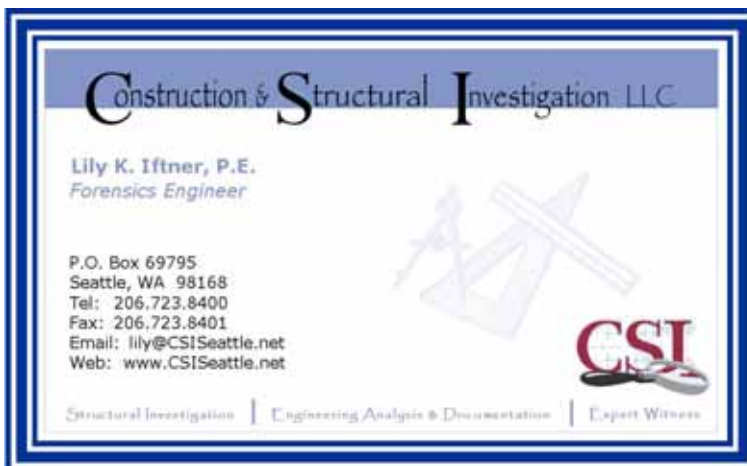 Construction & Structural Investigation LLC
Lily K. Iftner, P.E.
Forensics Engineer
P.O. Box 69795
Seattle, WA 98168
Tel: 206.723.8400
Fax: 206.723.8401
Email: lily@CSISeattle.net
Web: www.CSISeattle.net
CSI
Structural Investigation | Engineering Analysis & Documentation | Expert Witness